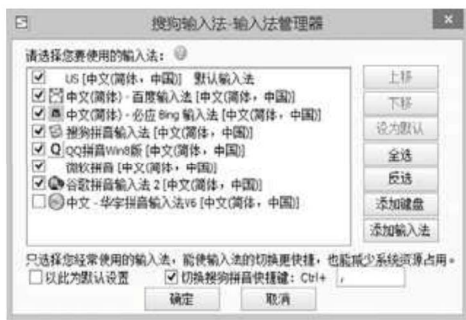 搜狗输入法-输入法管理器
请选择您要使用的输入法:
US [中文(简体,中国)] 默认输入法
中文(简体) - 百度输入法 [中文(简体,中国)]
中文(简体) - 必应 Bing 输入法 [中文(简体,中国)]
搜狗拼音输入法 [中文(简体,中国)]
QQ拼音Win8版 [中文(简体,中国)]
微软拼音 [中文(简体,中国)]
谷歌拼音输入法 2 [中文(简体,中国)]
中文 - 华宇拼音输入法V6 [中文(简体,中国)]
上移
下移
设为默认
全选
反选
添加键盘
添加输入法
只选择您经常使用的输入法,能使输入法的切换更快捷,也能减少系统资源占用。
以此为默认设置
切换搜狗拼音快捷键: Ctrl+ ,
确定
取消